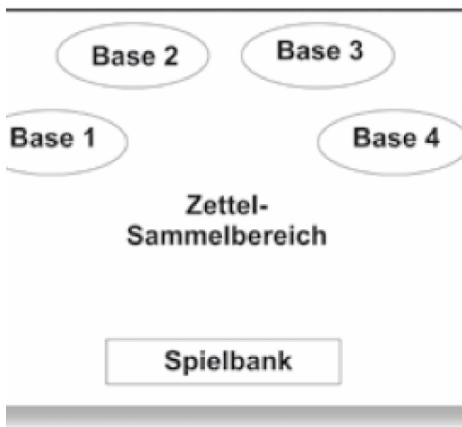 Base 2
Base 3
Base 1
Base 4
Zettel-
Sammelbereich
Spielbank